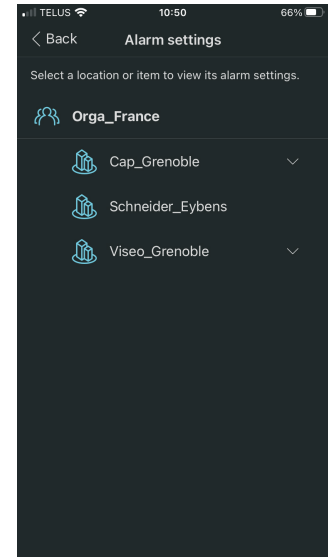 TELUS 10:50 66%
Back Alarm settings
Select a location or item to view its alarm settings.
Orga_France
Cap_Grenoble
Schneider_Eybens
Viseo_Grenoble